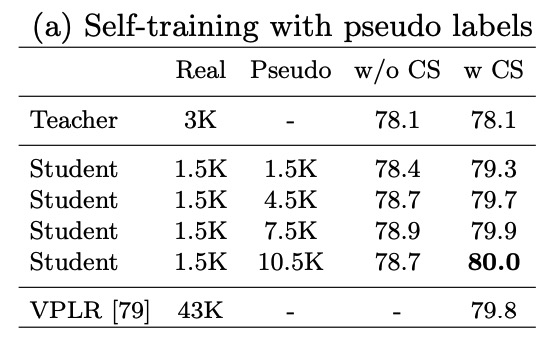 (a) Self-training with pseudo labels
Real Pseudo w/o CS w CS
Teacher 3K - 78.1 78.1
Student 1.5K 1.5K 78.4 79.3
Student 1.5K 4.5K 78.7 79.7
Student 1.5K 7.5K 78.9 79.9
Student 1.5K 10.5K 78.7 80.0
VPLR [79] 43K - - 79.8